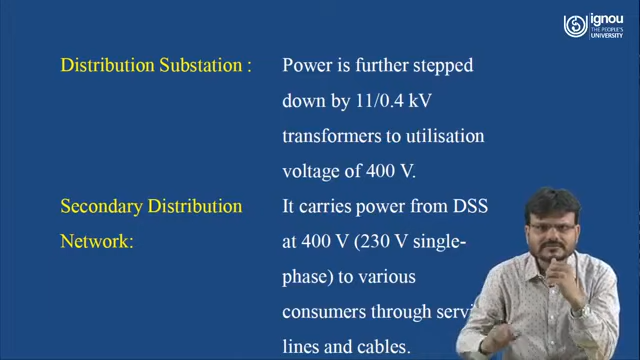 ignou
THE PEOPLE'S
UNIVERSITY
Distribution Substation : Power is further stepped
down by 11/0.4 kV
transformers to utilisation
voltage of 400 V.
Secondary Distribution It carries power from DSS
Network: at 400 V (230 V single-
phase) to various
consumers through servi
lines and cables.